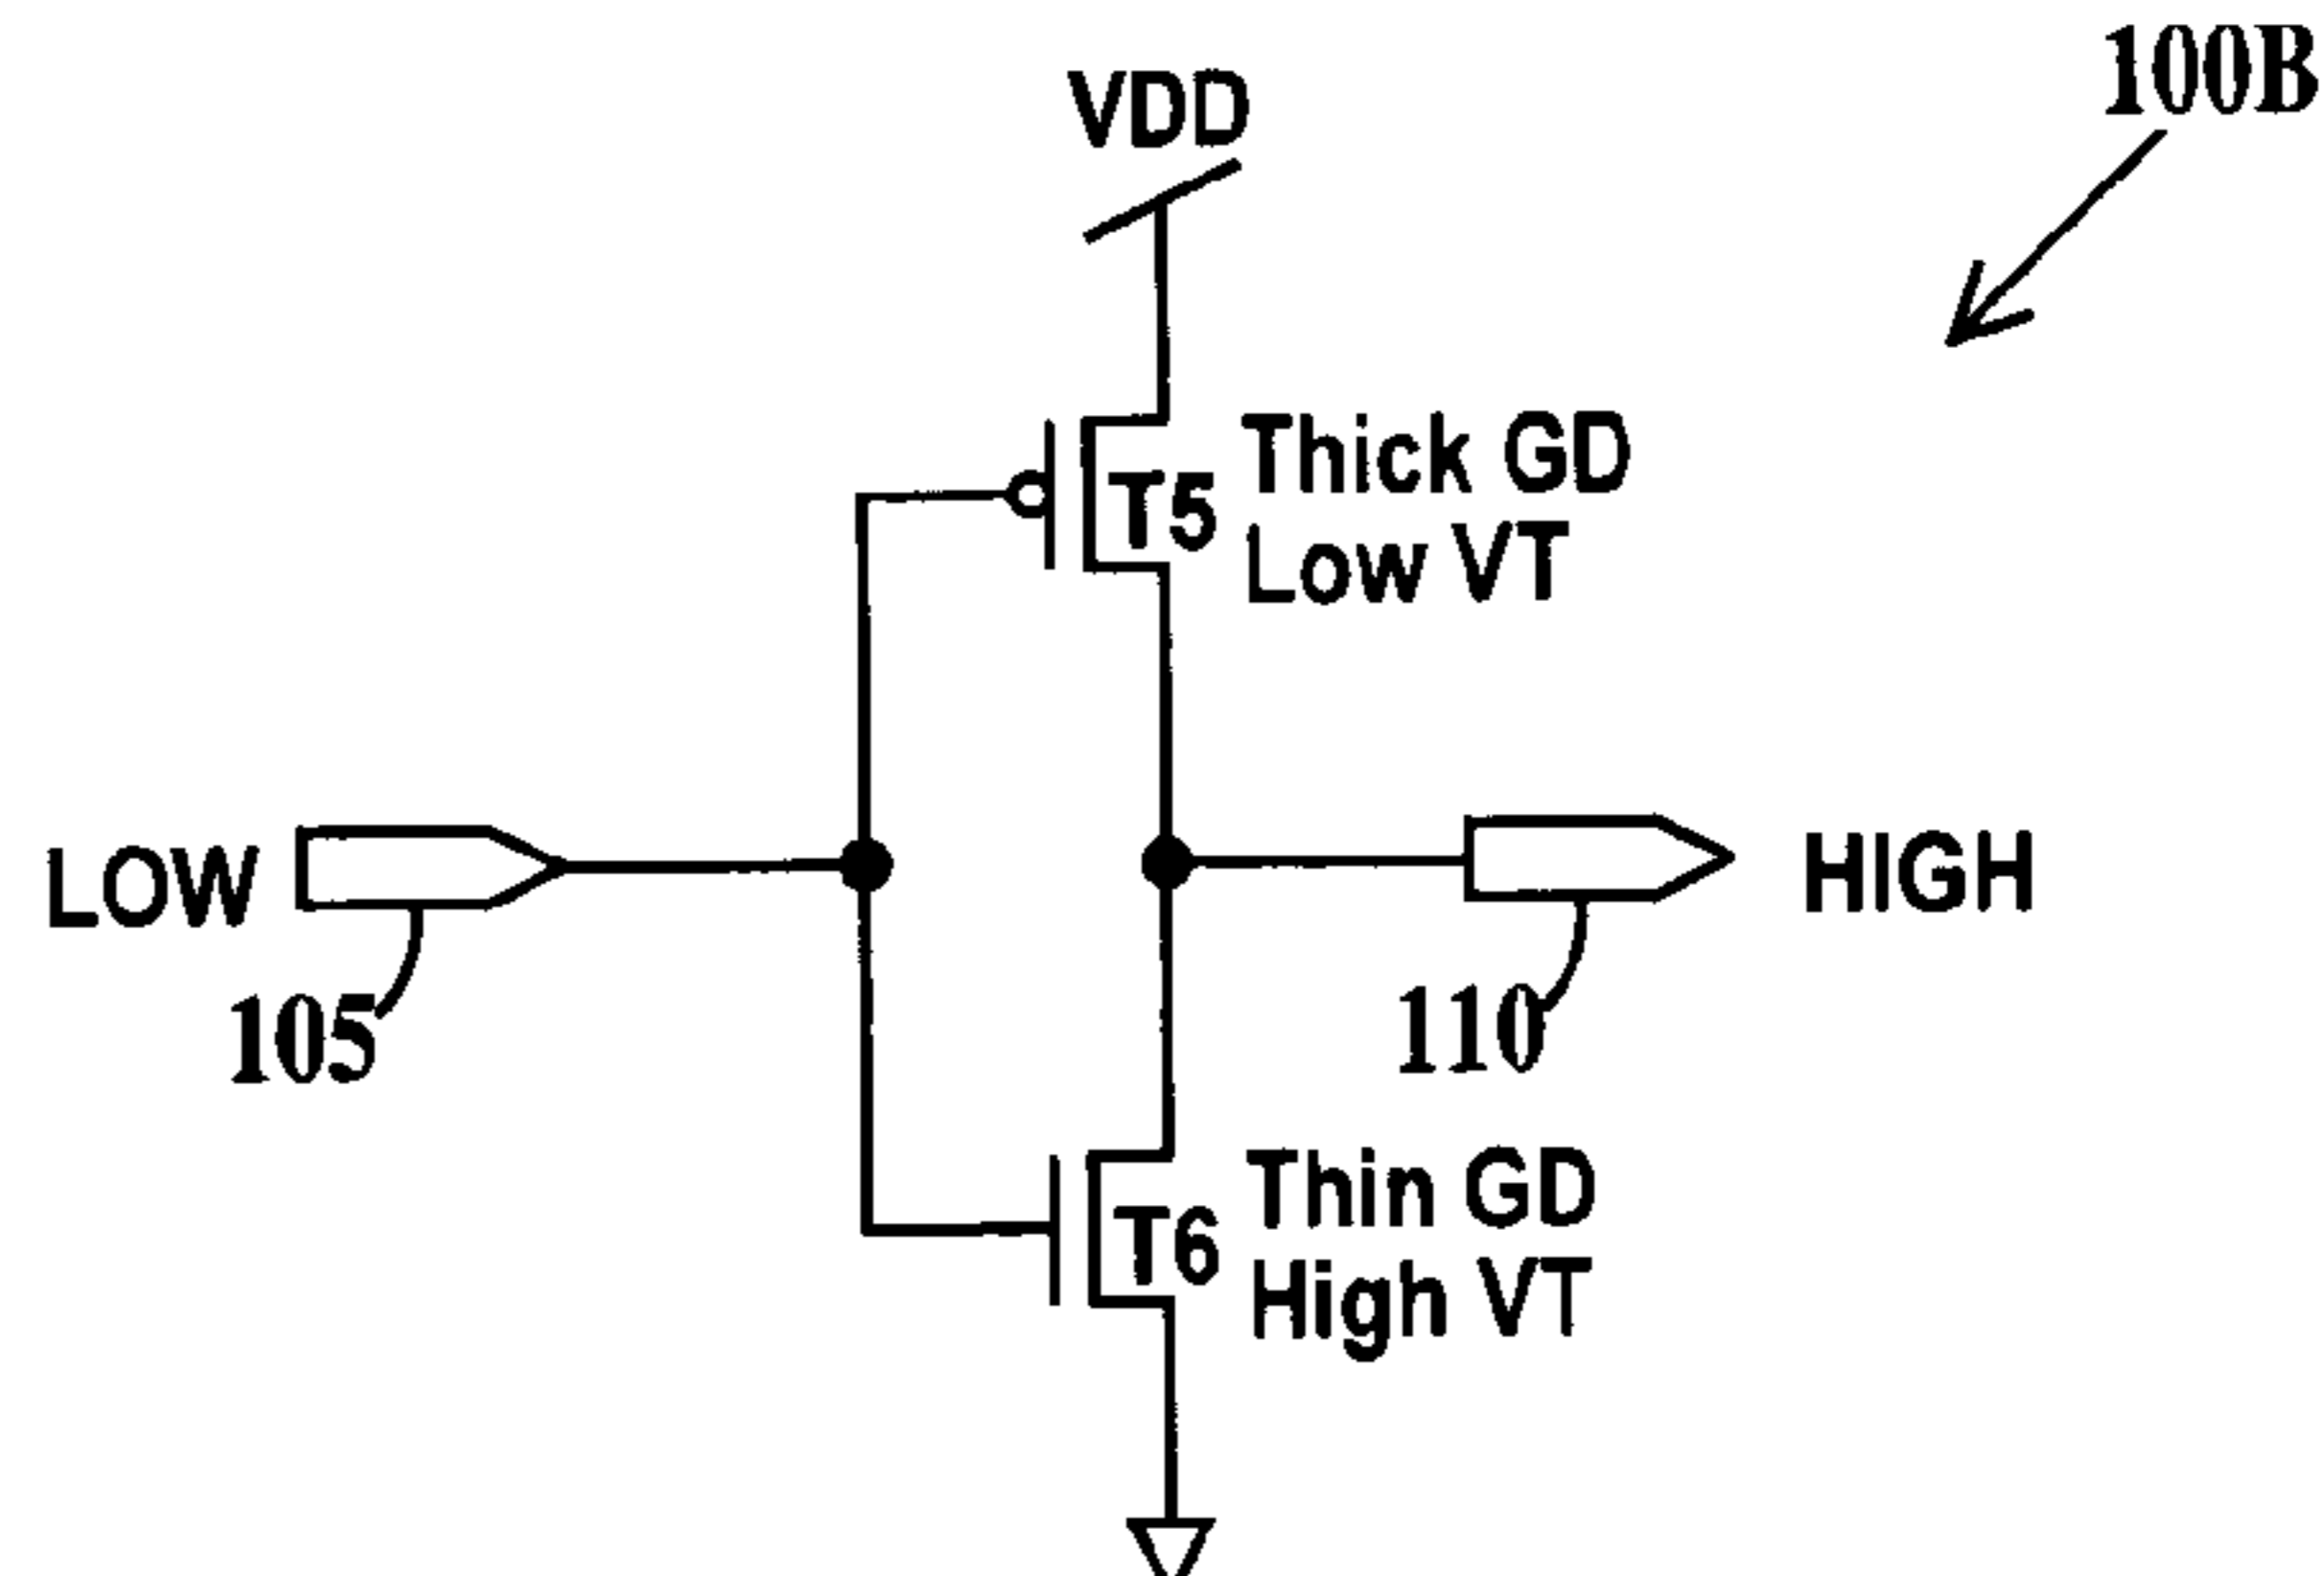 100B
VDD
Thick GD
T5
Low VT
LOW
HIGH
105
110
Thin GD
T6
High VT